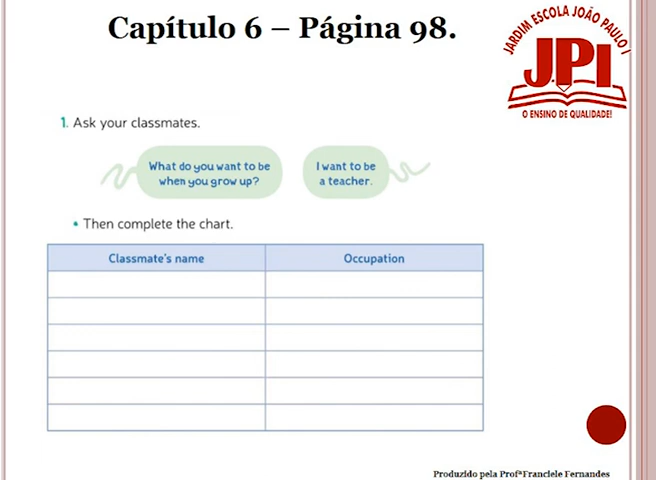 Capítulo 6 – Página 98.
JARDIM ESCOLA JOÃO PAULO I
JPI
O ENSINO DE QUALIDADE!
1. Ask your classmates.
What do you want to be
when you grow up?
I want to be
a teacher.
• Then complete the chart.
Classmate's name
Occupation
Produzido pela ProfªFranciele Fernandes